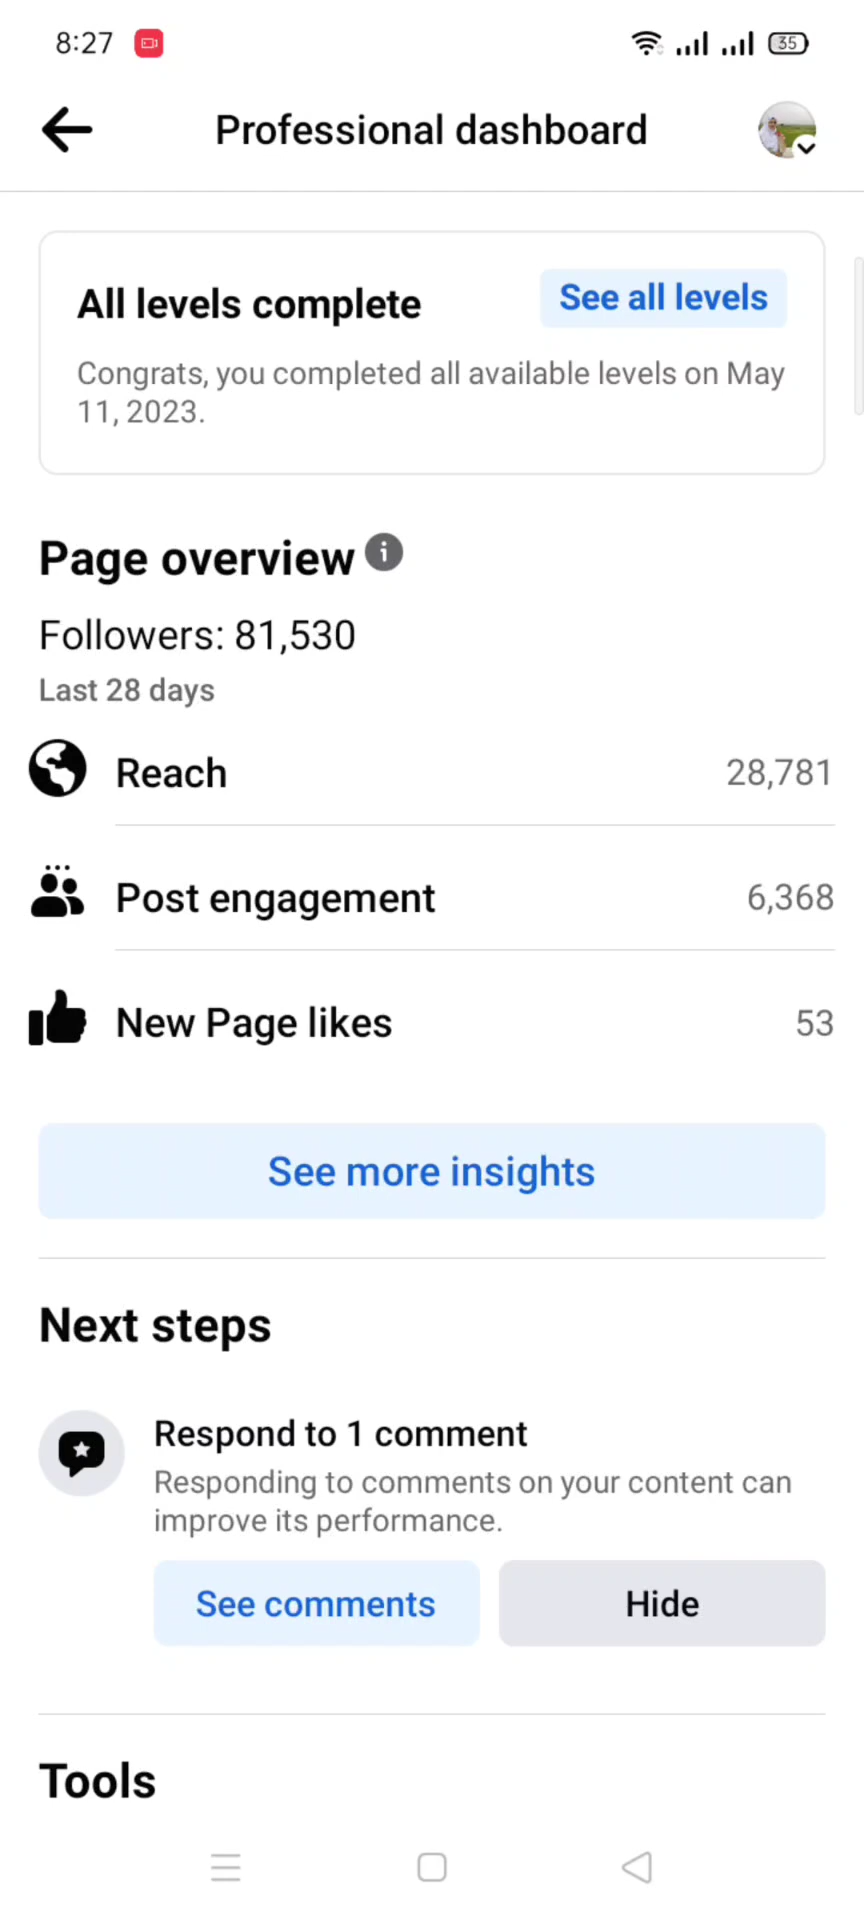 8:27
35
Professional dashboard
All levels complete
See all levels
Congrats, you completed all available levels on May
11, 2023.
Page overview
Followers: 81,530
Last 28 days
Reach
28,781
Post engagement
6,368
New Page likes
53
See more insights
Next steps
Respond to 1 comment
Responding to comments on your content can
improve its performance.
See comments
Hide
Tools